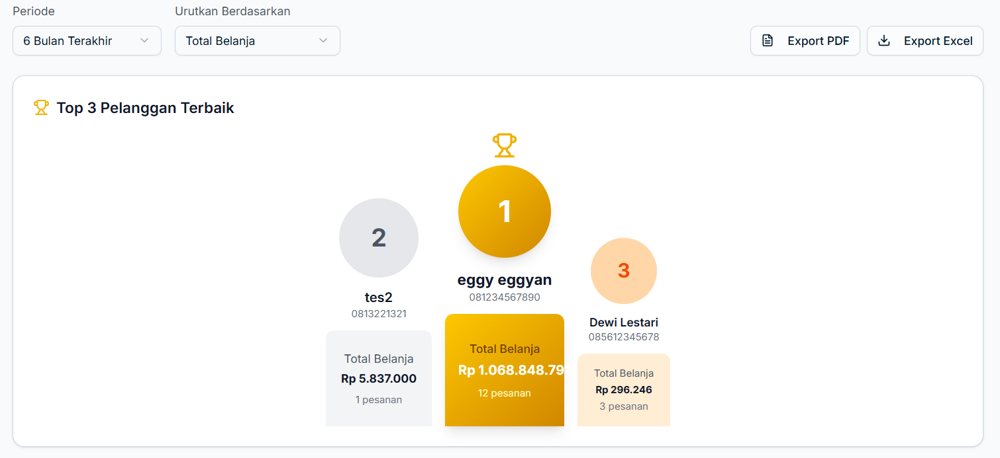 Periode
Urutkan Berdasarkan
6 Bulan Terakhir
Total Belanja
Export PDF
Export Excel
Top 3 Pelanggan Terbaik
1
eggy eggyan
081234567890
Total Belanja
Rp 1.068.848.79
12 pesanan
2
tes2
0813221321
Total Belanja
Rp 5.837.000
1 pesanan
3
Dewi Lestari
085612345678
Total Belanja
Rp 296.246
3 pesanan